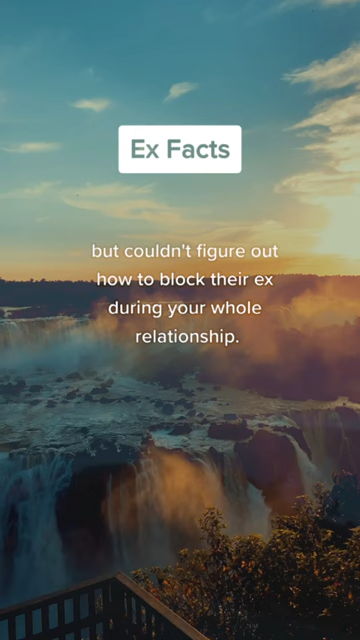 Ex Facts
but couldn't figure out
how to block their ex
during your whole
relationship.